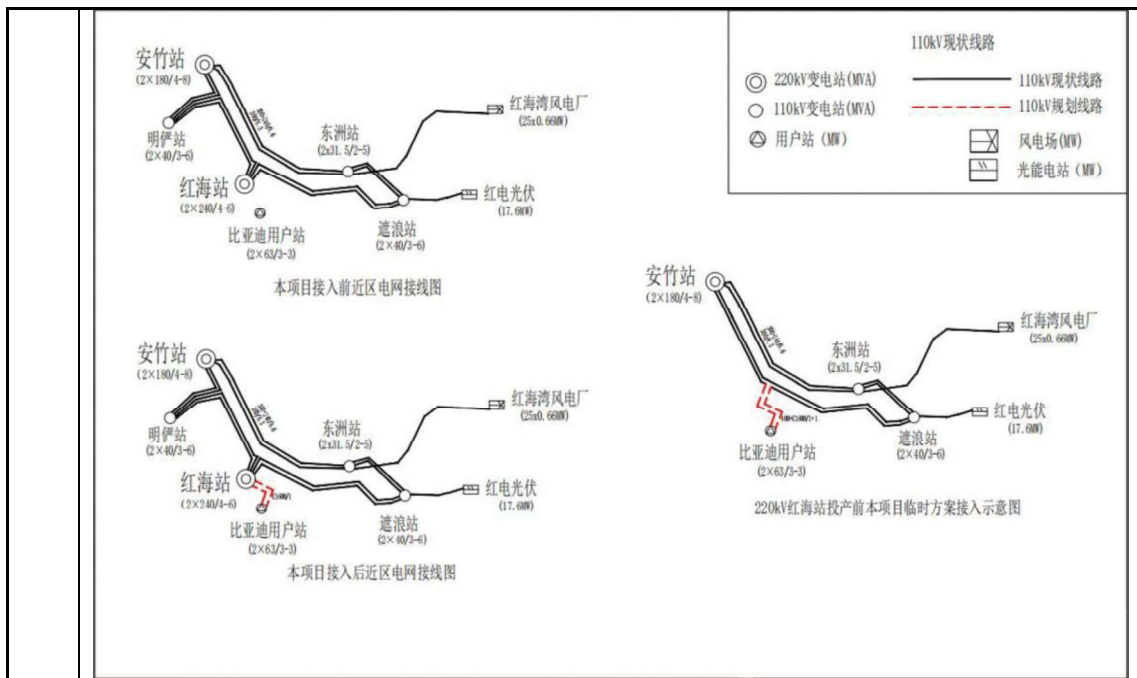 安竹站
(2×180/4-8)
明俨站
(2×40/3-6)
红海站
(2×240/4-6)
比亚迪用户站
(2×63/3-3)
东洲站
(2x31.5/2-5)
红海湾风电厂
(25x0.66MW)
红电光伏
(17.6MW)
遮浪站
(2×40/3-6)
本项目接入前近区电网接线图
110kV现状线路
220kV变电站(MVA)
110kV现状线路
110kV变电站(MVA)
110kV规划线路
用户站 (MW)
风电场(MW)
光能电站 (MW)
安竹站
(2×180/4-8)
明俨站
(2×40/3-6)
红海站
(2×240/4-6)
比亚迪用户站
(2×63/3-3)
东洲站
(2x31.5/2-5)
红海湾风电厂
(25x0.66MW)
红电光伏
(17.6MW)
遮浪站
(2×40/3-6)
本项目接入后近区电网接线图
安竹站
(2×180/4-8)
东洲站
(2x31.5/2-5)
红海湾风电厂
(25x0.66MW)
红电光伏
(17.6MW)
比亚迪用户站
(2×63/3-3)
遮浪站
(2×40/3-6)
220kV红海站投产前本项目临时方案接入示意图